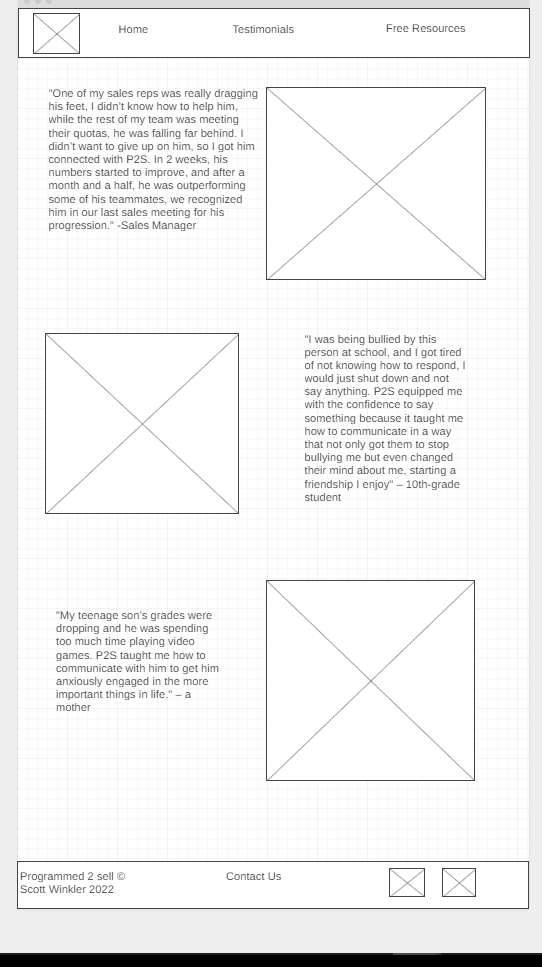 Home Testimonials Free Resources
"One of my sales reps was really dragging
his feet, I didn't know how to help him,
while the rest of my team was meeting
their quotas, he was falling far behind. I
didn't want to give up on him, so I got him
connected with P2S. In 2 weeks, his
numbers started to improve, and after a
month and a half, he was outperforming
some of his teammates, we recognized
him in our last sales meeting for his
progression." -Sales Manager
"I was being bullied by this
person at school, and I got tired
of not knowing how to respond, I
would just shut down and not
say anything. P2S equipped me
with the confidence to say
something because it taught me
how to communicate in a way
that not only got them to stop
bullying me but even changed
their mind about me, starting a
friendship I enjoy" – 10th-grade
student
"My teenage son's grades were
dropping and he was spending
too much time playing video
games. P2S taught me how to
communicate with him to get him
anxiously engaged in the more
important things in life." – a
mother
Programmed 2 sell ©
Scott Winkler 2022
Contact Us